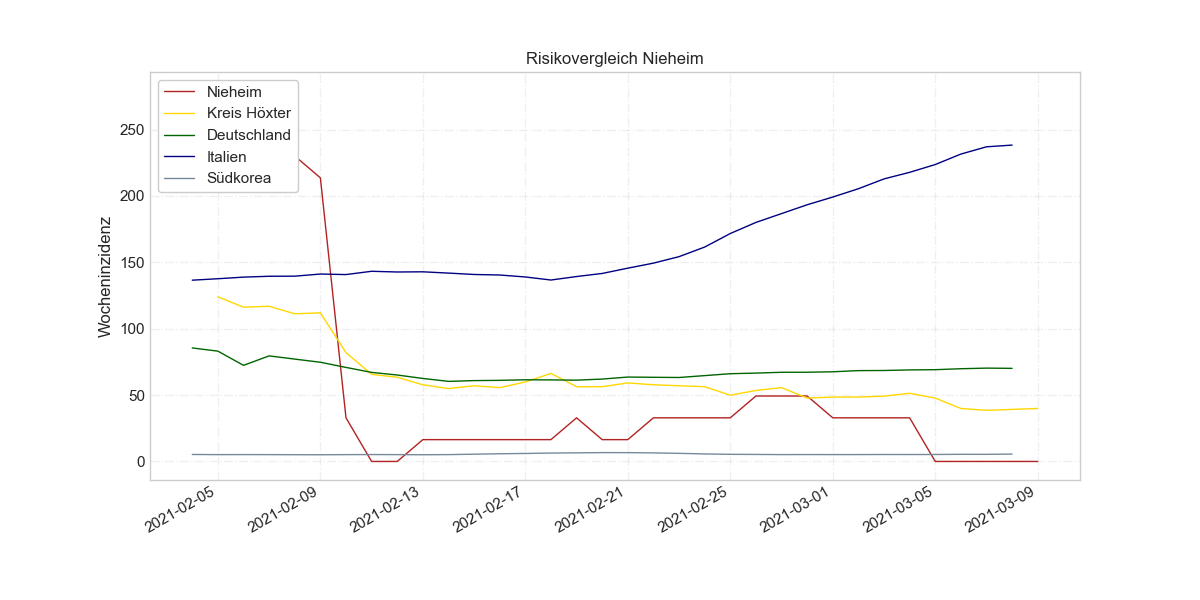 Risikovergleich Nieheim
Nieheim
Kreis Höxter
Deutschland
Italien
Südkorea
Wocheninzidenz
250
200
150
100
50
0
2021-02-05
2021-02-09
2021-02-13
2021-02-17
2021-02-21
2021-02-25
2021-03-01
2021-03-05
2021-03-09